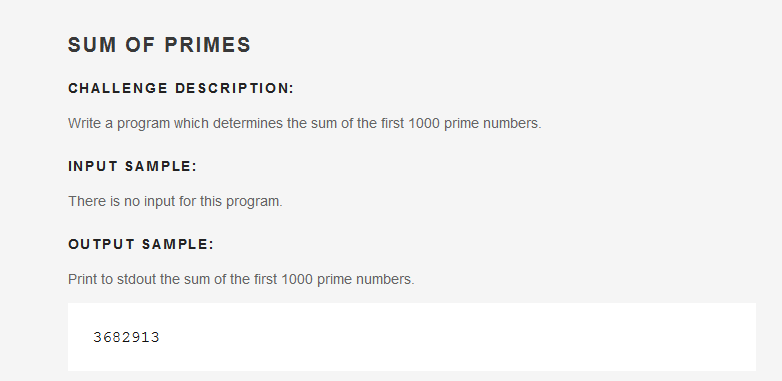 SUM OF PRIMES
CHALLENGE DESCRIPTION:
Write a program which determines the sum of the first 1000 prime numbers.
INPUT SAMPLE:
There is no input for this program.
OUTPUT SAMPLE:
Print to stdout the sum of the first 1000 prime numbers.
3682913